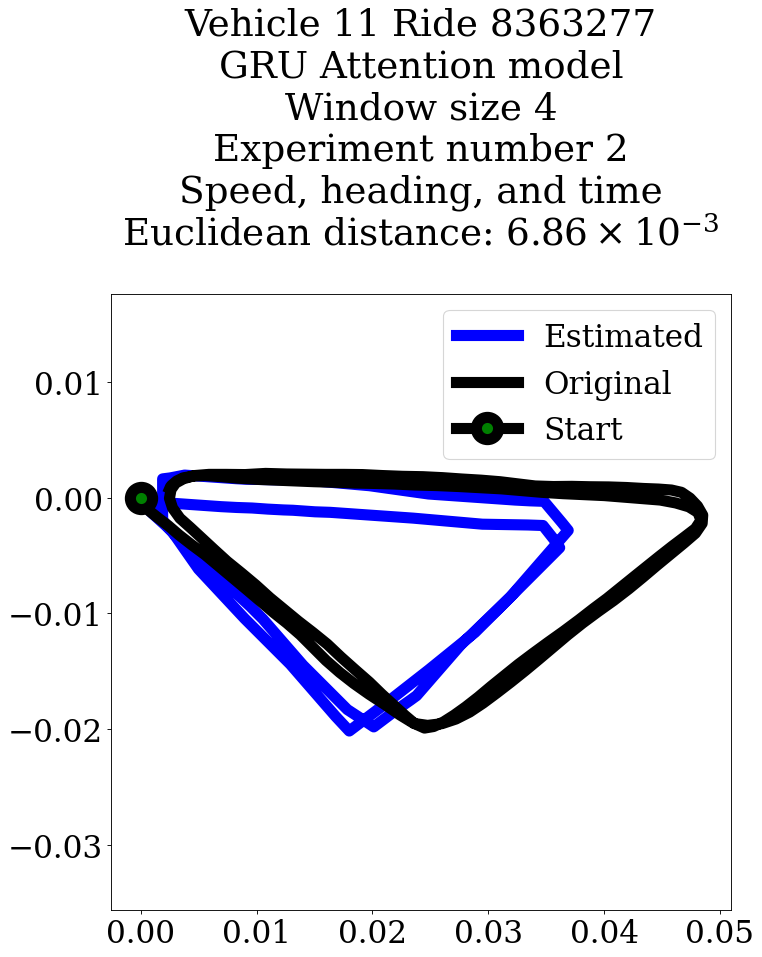 Vehicle 11 Ride 8363277
GRU Attention model
Window size 4
Experiment number 2
Speed, heading, and time
Euclidean distance: 6.86 × 10⁻³
Estimated
Original
Start
0.01
0.00
−0.01
−0.02
−0.03
0.00 0.01 0.02 0.03 0.04 0.05